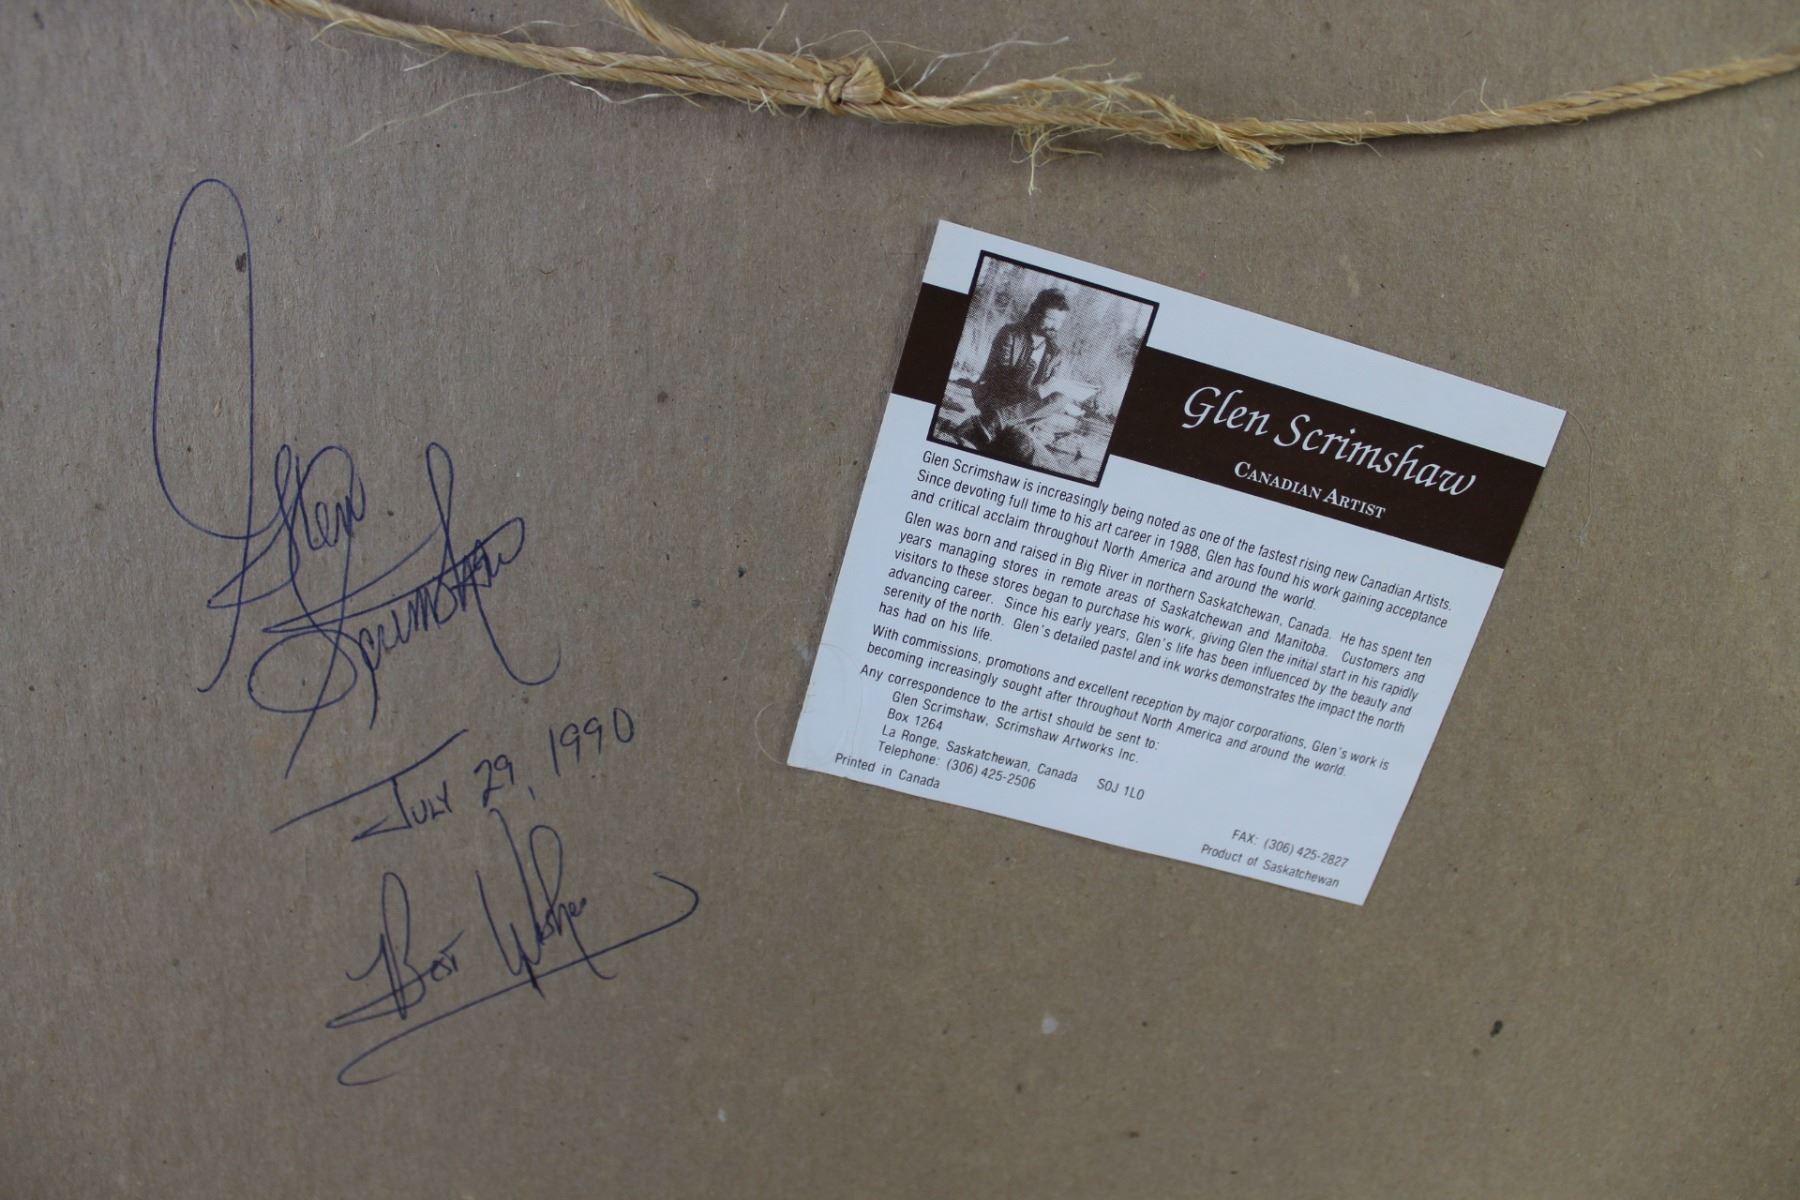 Glen
Scrimshaw
July 29, 1990
Best Wishes
Glen Scrimshaw
CANADIAN ARTIST
Glen Scrimshaw is increasingly being noted as one of the fastest rising new Canadian Artists.
Since devoting full time to his art career in 1988, Glen has found his work gaining acceptance
and critical acclaim throughout North America and around the world.
Glen was born and raised in Big River in northern Saskatchewan, Canada. He has spent ten
years managing stores in remote areas of Saskatchewan and Manitoba. Customers and
visitors to these stores began to purchase his work, giving Glen the initial start in his rapidly
advancing career. Since his early years, Glen's life has been influenced by the beauty and
serenity of the north. Glen's detailed pastel and ink works demonstrates the impact the north
has had on his life.
With commissions, promotions and excellent reception by major corporations, Glen's work is
becoming increasingly sought after throughout North America and around the world.
Any correspondence to the artist should be sent to:
Glen Scrimshaw, Scrimshaw Artworks Inc.
Box 1264
La Ronge, Saskatchewan, Canada S0J 1L0
Telephone: (306) 425-2506
FAX: (306) 425-2827
Printed in Canada
Product of Saskatchewan